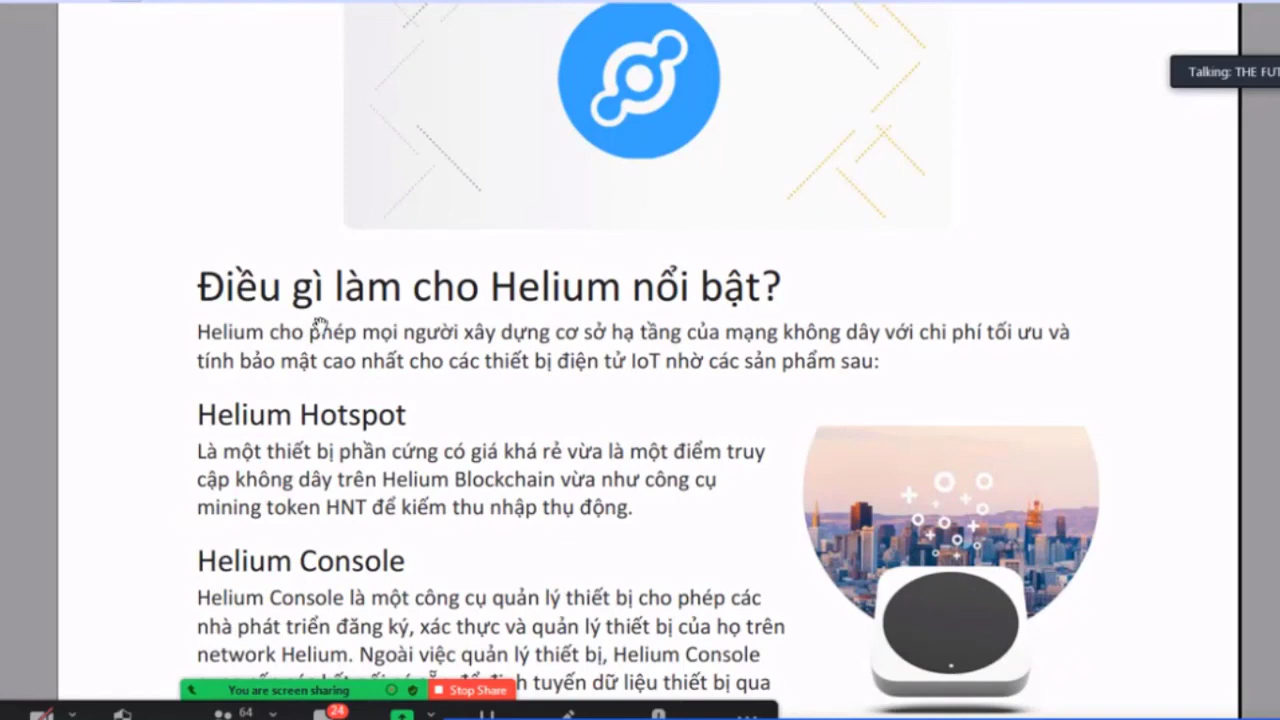 Talking: THE FUT
Điều gì làm cho Helium nổi bật?
Helium cho phép mọi người xây dựng cơ sở hạ tầng của mạng không dây với chi phí tối ưu và
tính bảo mật cao nhất cho các thiết bị điện tử IoT nhờ các sản phẩm sau:
Helium Hotspot
Là một thiết bị phần cứng có giá khá rẻ vừa là một điểm truy
cập không dây trên Helium Blockchain vừa như công cụ
mining token HNT để kiếm thu nhập thụ động.
Helium Console
Helium Console là một công cụ quản lý thiết bị cho phép các
nhà phát triển đăng ký, xác thực và quản lý thiết bị của họ trên
network Helium. Ngoài việc quản lý thiết bị, Helium Console
định tuyến dữ liệu thiết bị qua
You are screen sharing
Stop Share
64
24